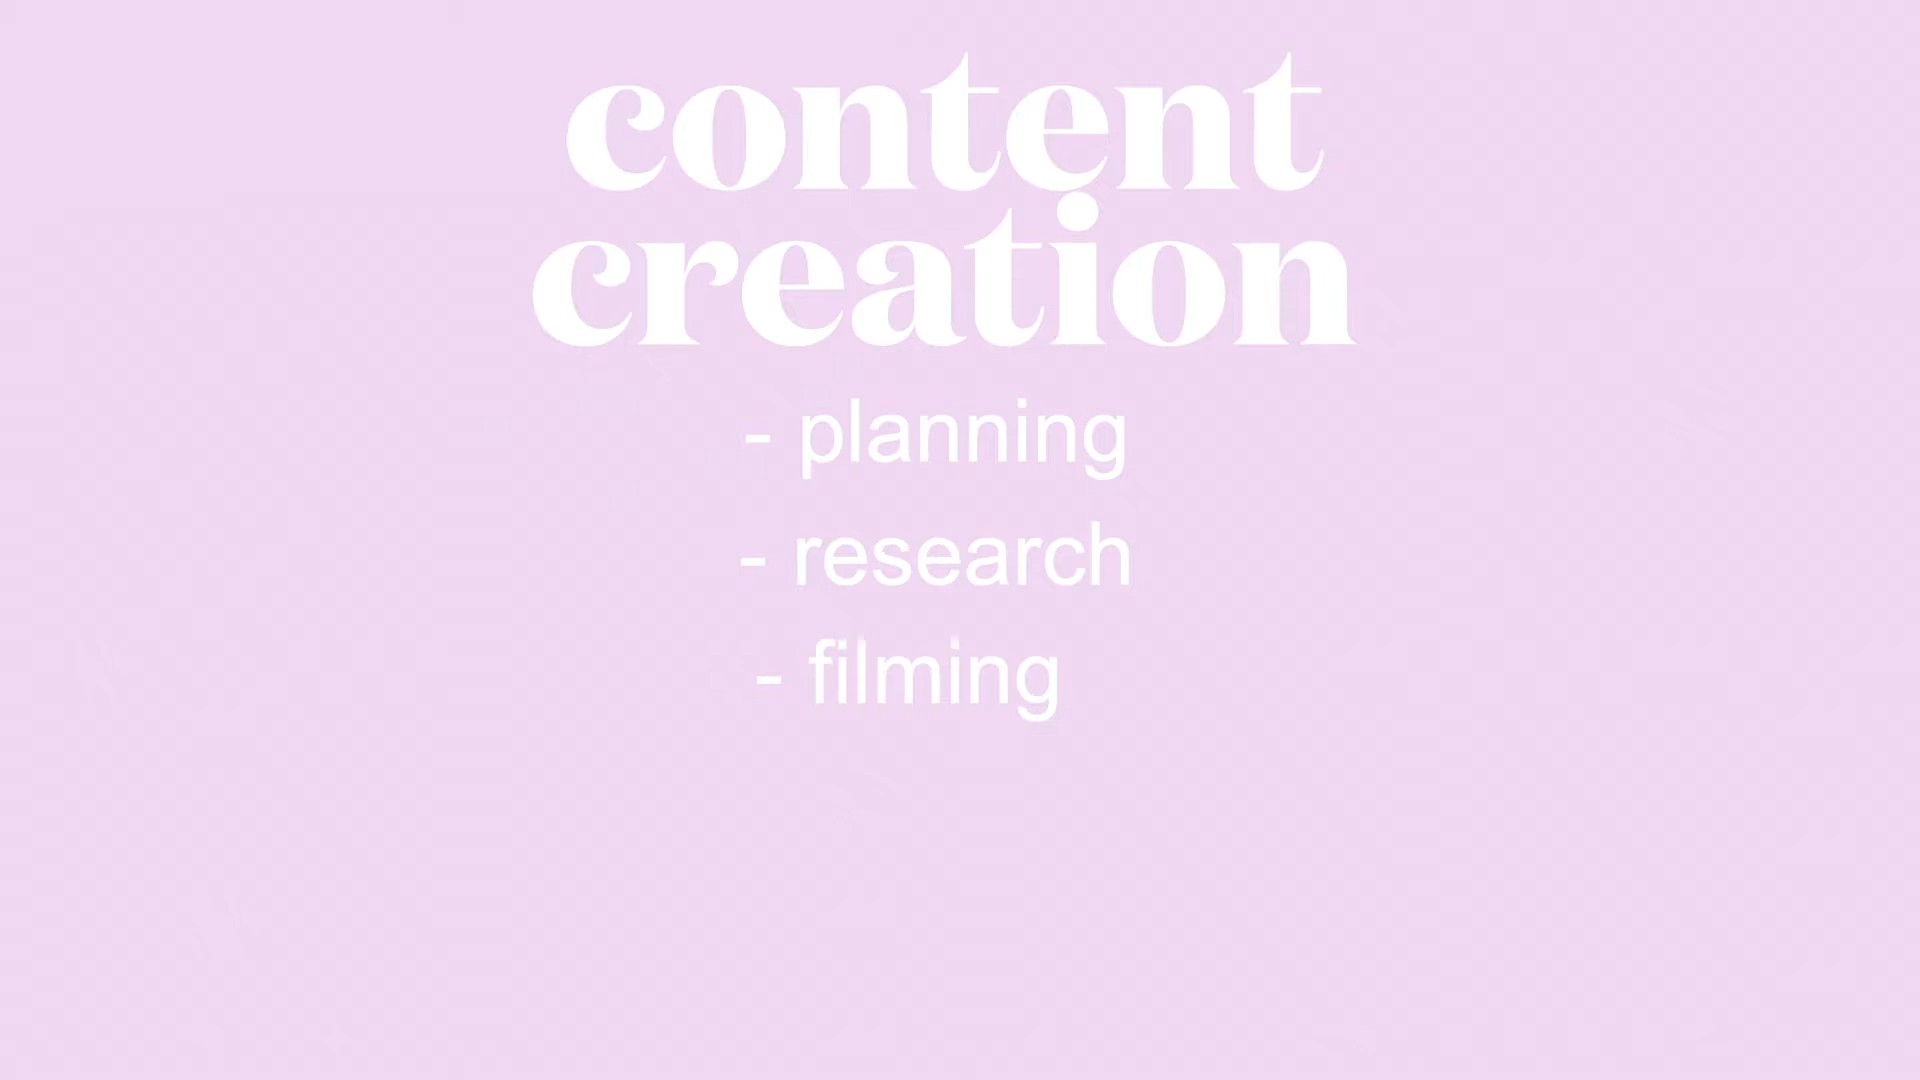 content
creation
- planning
- research
- filming